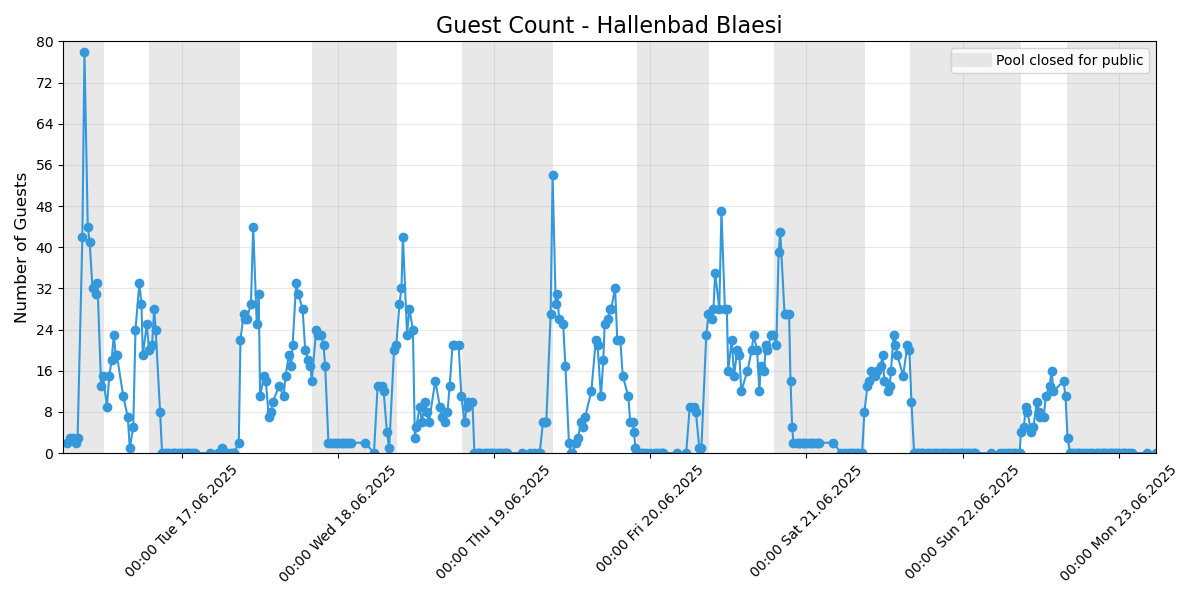 Guest Count - Hallenbad Blaesi
Pool closed for public
Number of Guests
80
72
64
56
48
40
32
24
16
8
0
00:00 Tue 17.06.2025
00:00 Wed 18.06.2025
00:00 Thu 19.06.2025
00:00 Fri 20.06.2025
00:00 Sat 21.06.2025
00:00 Sun 22.06.2025
00:00 Mon 23.06.2025